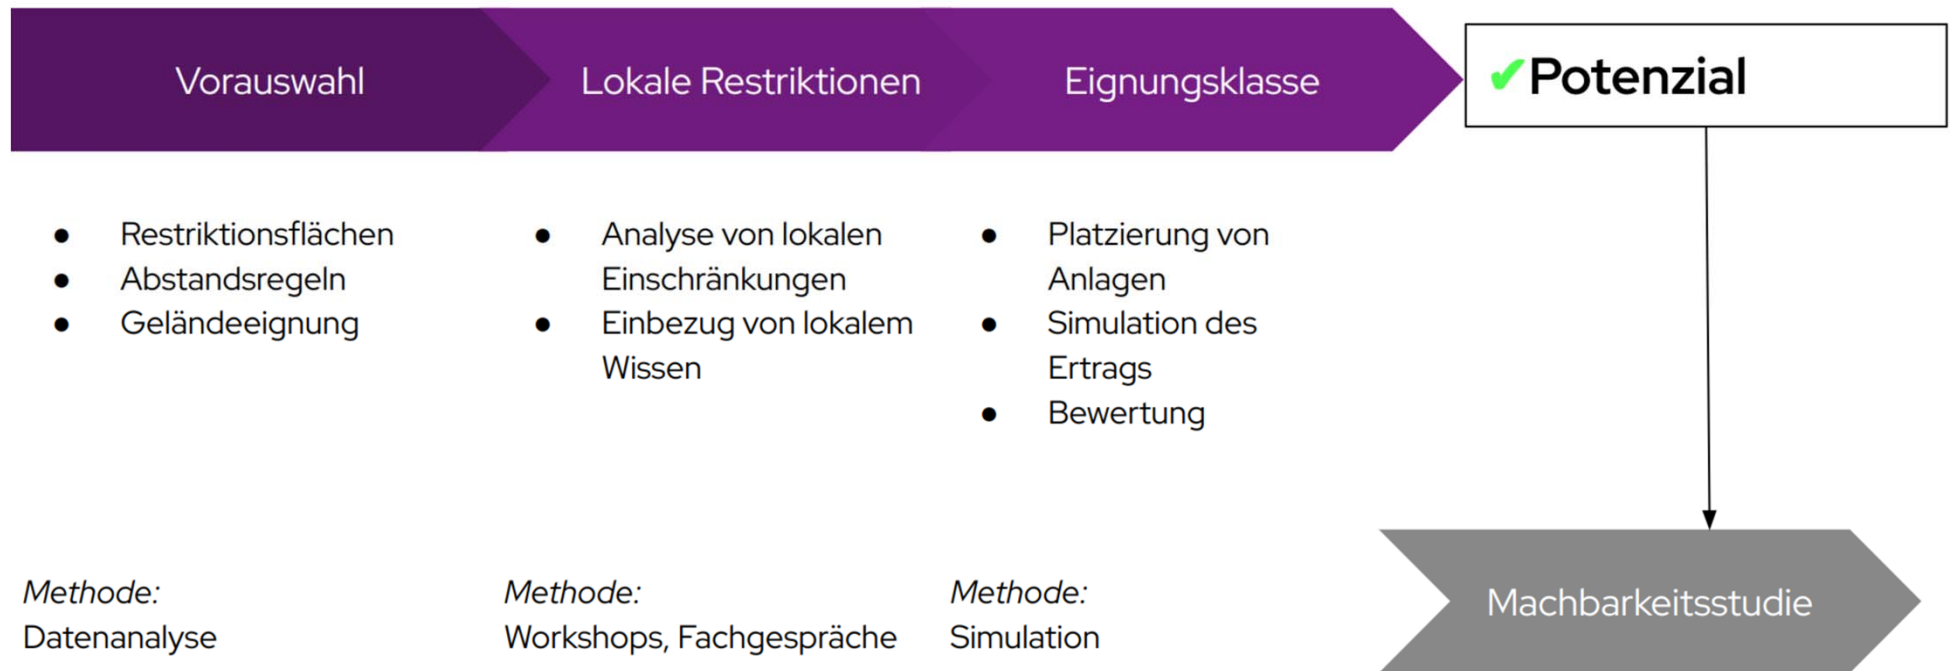 Vorauswahl
Lokale Restriktionen
Eignungsklasse
✔Potenzial
● Restriktionsflächen
● Abstandsregeln
● Geländeeignung
● Analyse von lokalen
Einschränkungen
● Einbezug von lokalem
Wissen
● Platzierung von
Anlagen
● Simulation des
Ertrags
● Bewertung
Methode:
Datenanalyse
Methode:
Workshops, Fachgespräche
Methode:
Simulation
Machbarkeitsstudie